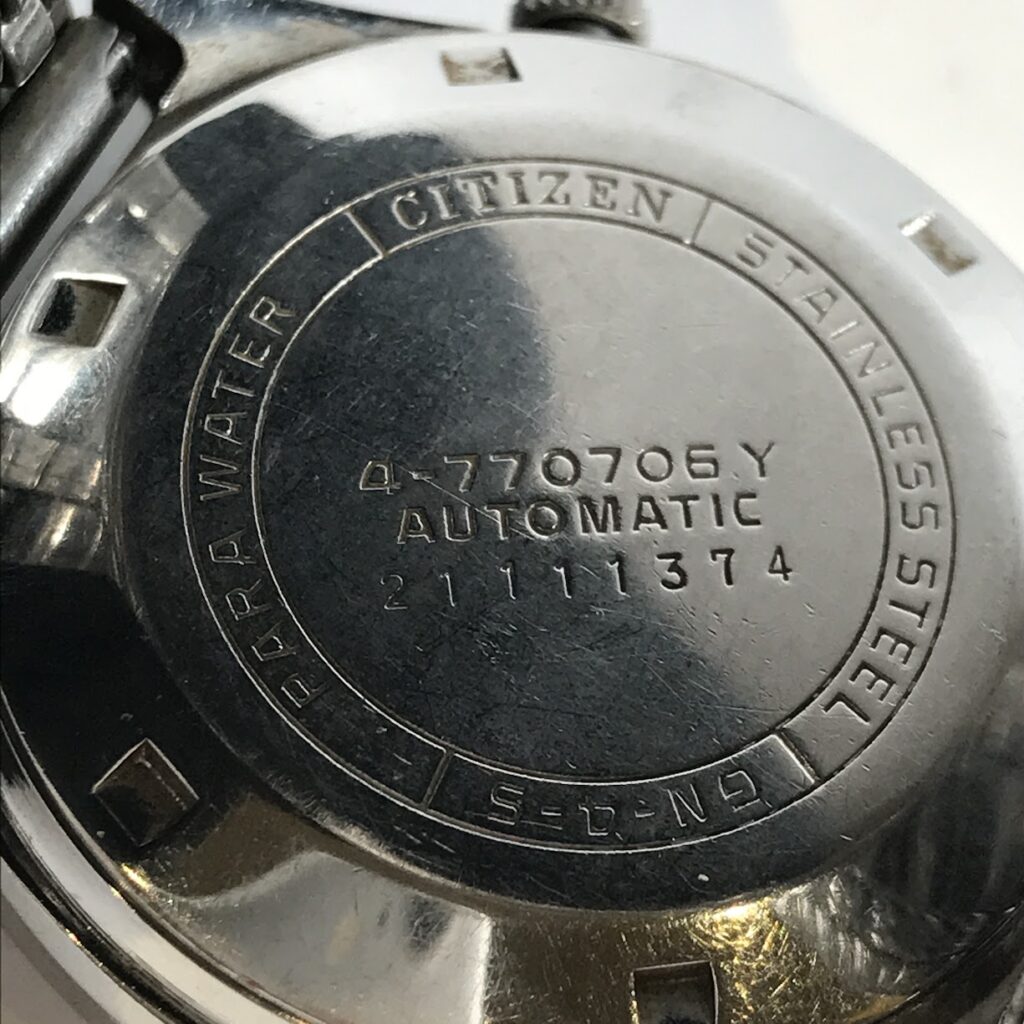 CITIZEN
STAINLESS STEEL
GN-4-S
PARA WATER
4-770706 Y
AUTOMATIC
21111374